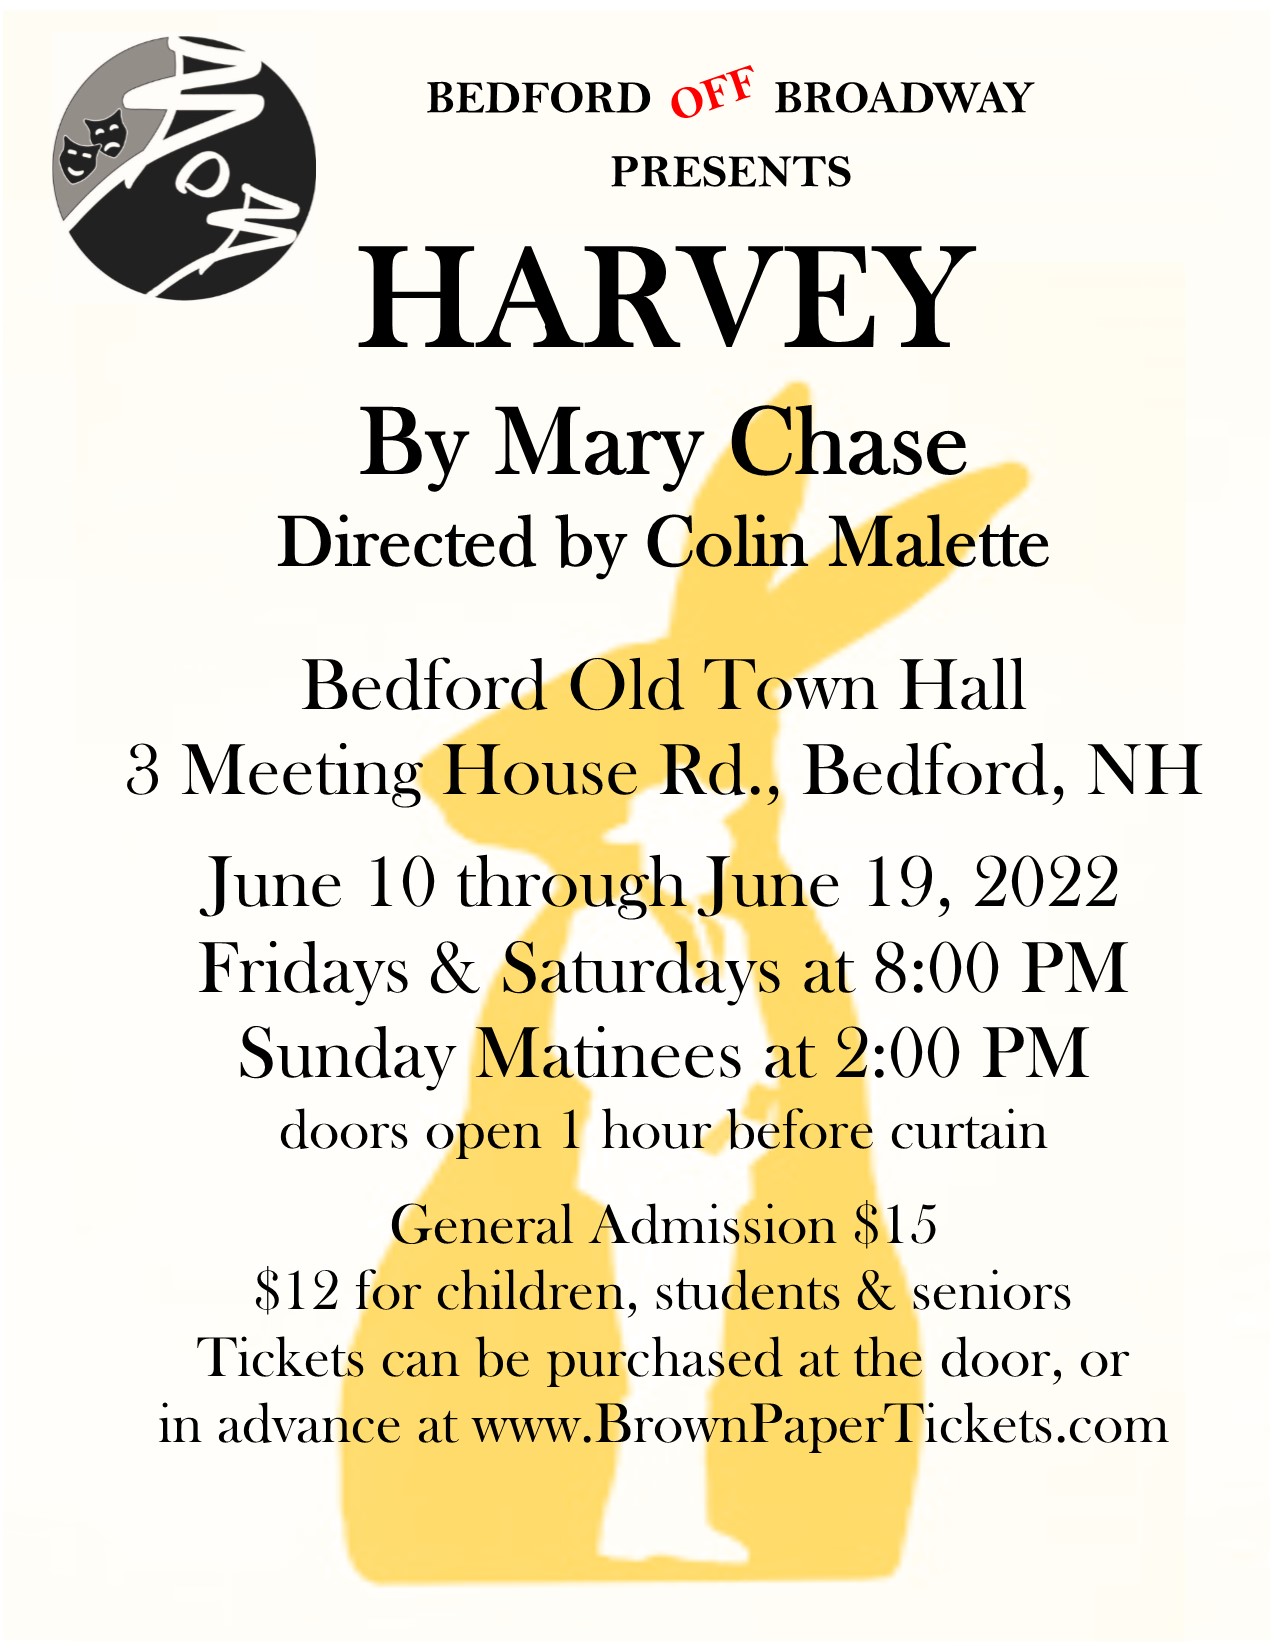 BOB
BEDFORD OFF BROADWAY
PRESENTS
HARVEY
By Mary Chase
Directed by Colin Malette
Bedford Old Town Hall
3 Meeting House Rd., Bedford, NH
June 10 through June 19, 2022
Fridays & Saturdays at 8:00 PM
Sunday Matinees at 2:00 PM
doors open 1 hour before curtain
General Admission $15
$12 for children, students & seniors
Tickets can be purchased at the door, or
in advance at www.BrownPaperTickets.com